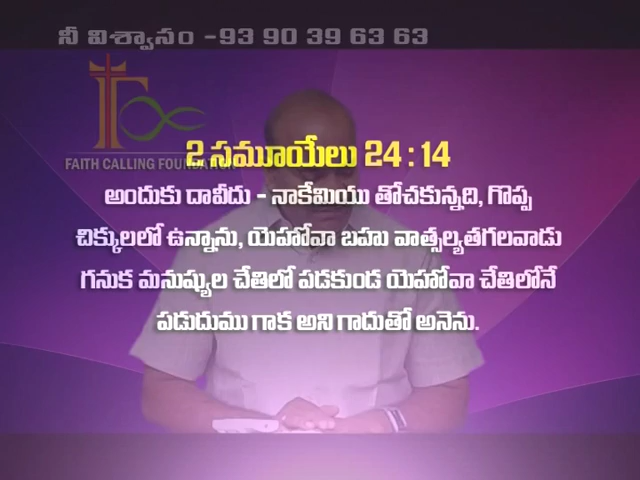 నీ విశ్వాసం -93 90 39 63 63
FAITH CALLING FOUNDATION
2 సమూయేలు 24 : 14
అందుకు దావీదు - నాకేమియు తోచకున్నది, గొప్ప
చిక్కులలో ఉన్నాను, యెహోవా బహు వాత్సల్యతగలవాడు
గనుక మనుష్యుల చేతిలో పడకుండ యెహోవా చేతిలోనే
పడుదుము గాక అని గాదుతో అనెను.